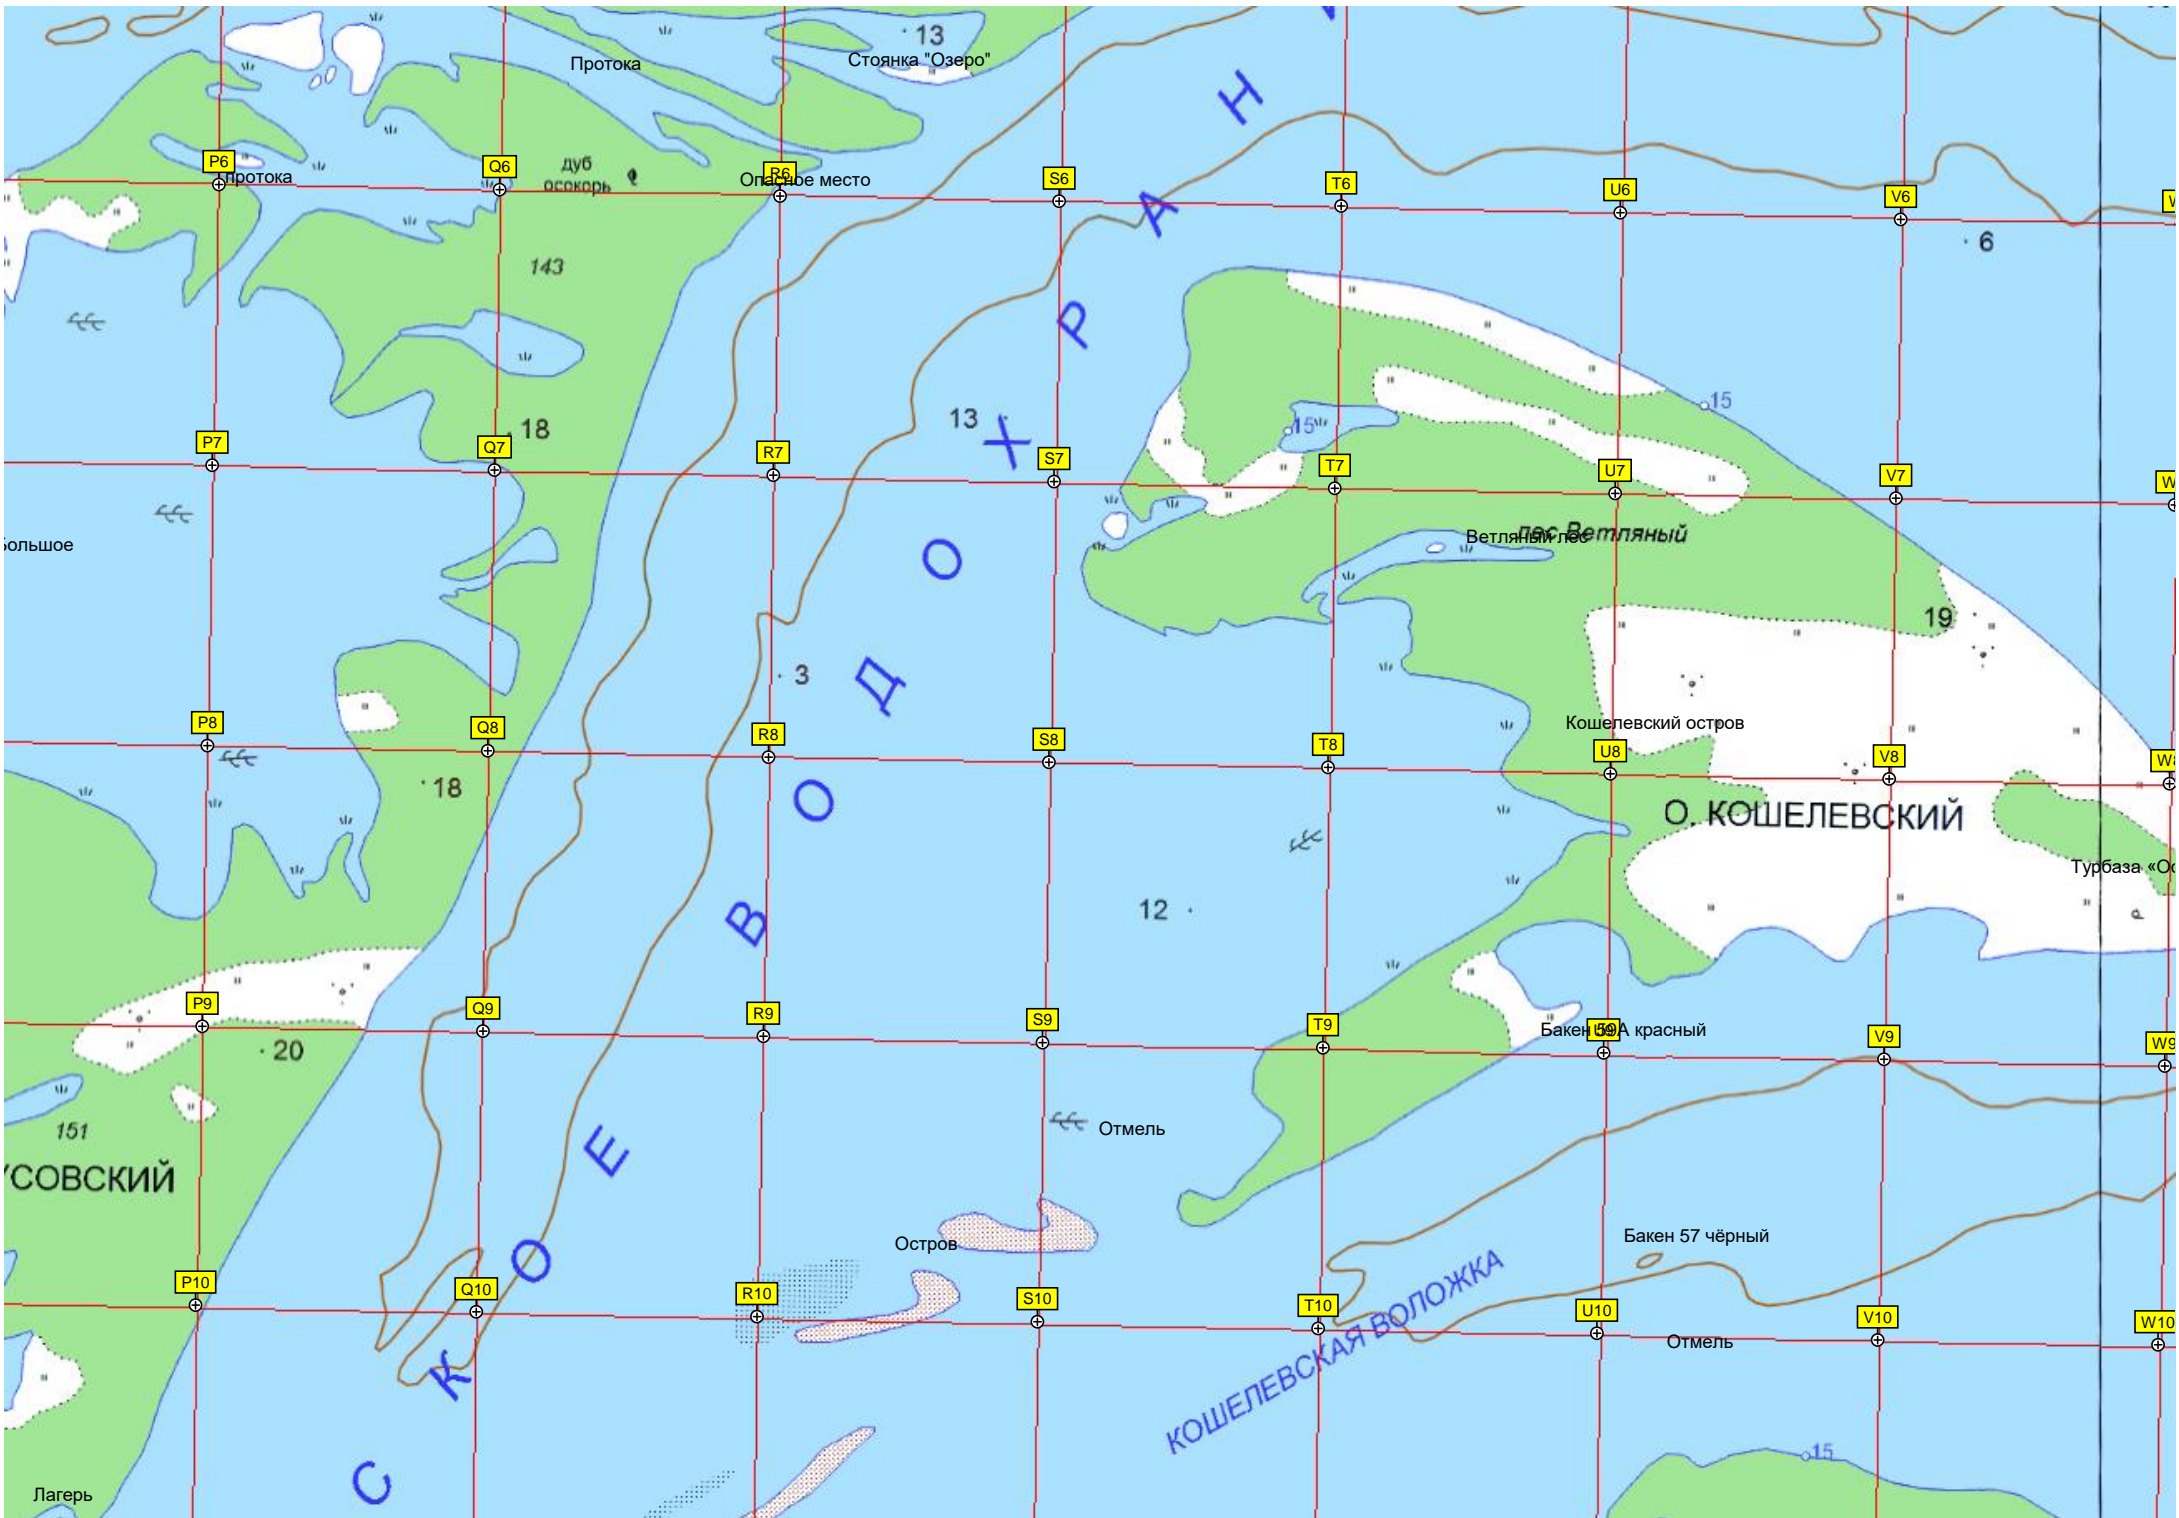 13
Стоянка "Озеро"
Протока
Н
P6
Q6
R6
S6
T6
U6
V6
протока
дуб
осокорь
Опасное место
А
6
143
Р
15
13
Х
15
18
P7
Q7
R7
S7
T7
U7
V7
О
Ветляный лес
лес Ветляный
19
3
Д
Кошелевский остров
P8
Q8
R8
S8
T8
U8
V8
18
О
О. КОШЕЛЕВСКИЙ
12
В
P9
Q9
R9
S9
T9
V9
W9
Бакен 59А красный
20
151
Отмель
Е
Остров
Бакен 57 чёрный
О
P10
Q10
R10
S10
T10
U10
V10
W10
Отмель
КОШЕЛЕВСКАЯ ВОЛОЖКА
К
15
С
Лагерь